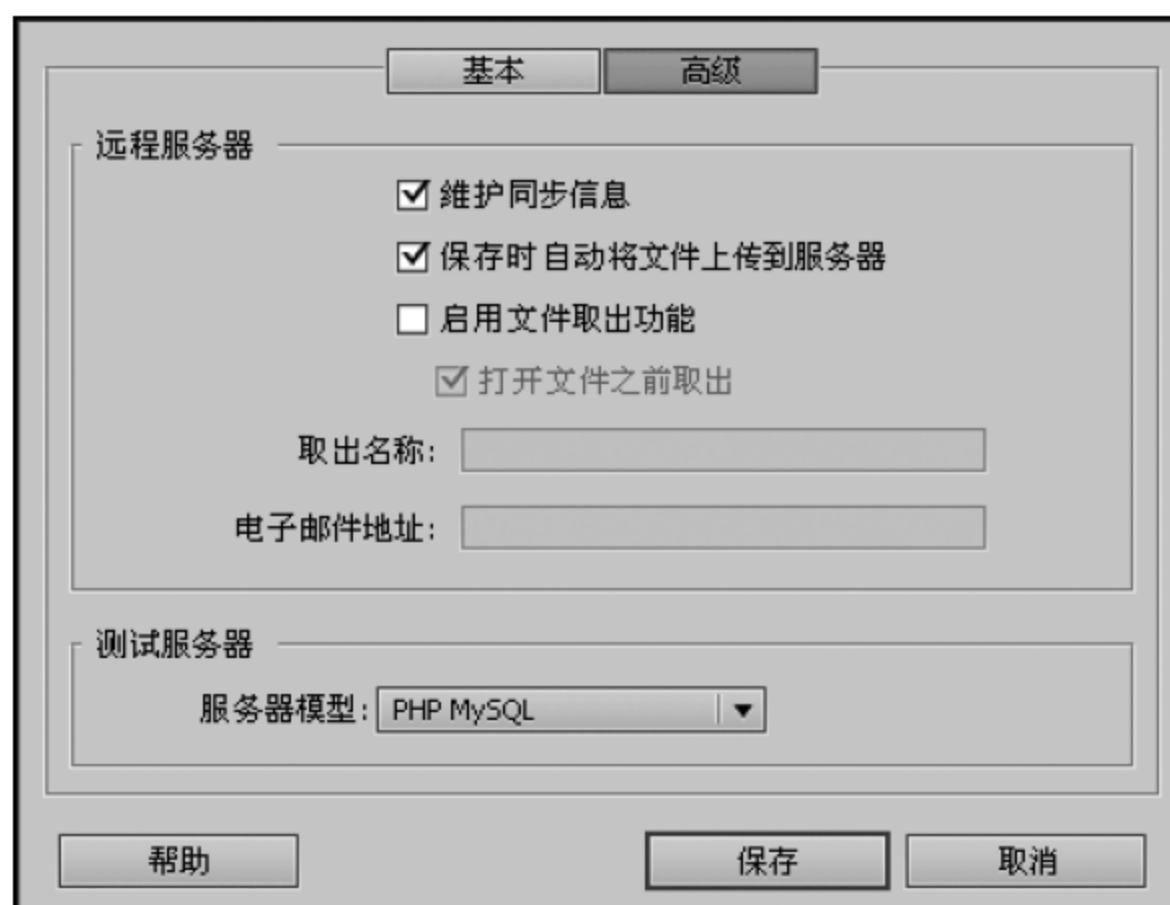 基本 高级
远程服务器
维护同步信息
保存时自动将文件上传到服务器
启用文件取出功能
打开文件之前取出
取出名称:
电子邮件地址:
测试服务器
服务器模型: PHP MySQL
帮助 保存 取消